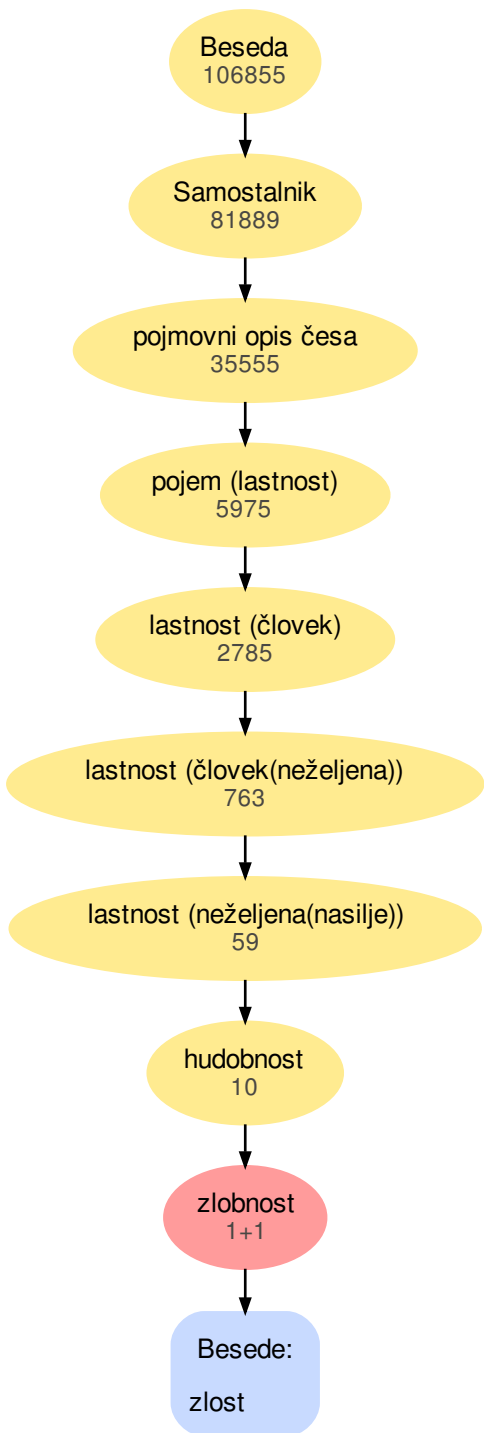 Beseda
106855
Samostalnik
81889
pojmovni opis česa
35555
pojem (lastnost)
5975
lastnost (človek)
2785
lastnost (človek(neželjena))
763
lastnost (neželjena(nasilje))
59
hudobnost
10
zlobnost
1+1
Besede:
zlost